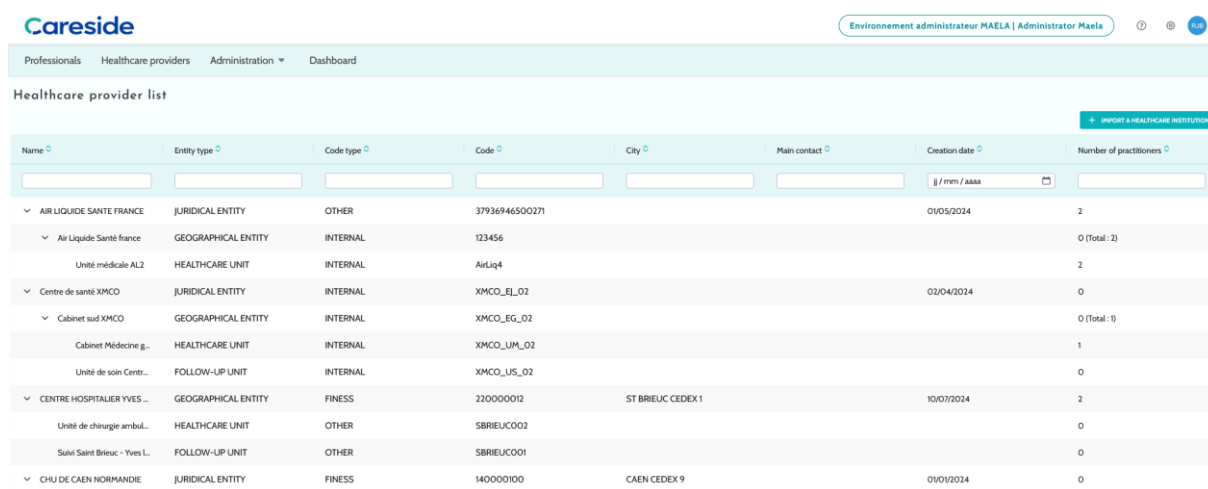 Careside
Environnement administrateur MAELA | Administrator Maela
RJB
Professionals Healthcare providers Administration Dashboard
Healthcare provider list
+ IMPORT A HEALTHCARE INSTITUTION
Name Entity type Code type Code City Main contact Creation date Number of practitioners
jj / mm / aaaa
AIR LIQUIDE SANTE FRANCE JURIDICAL ENTITY OTHER 37936946500271 01/05/2024 2
Air Liquide Santé france GEOGRAPHICAL ENTITY INTERNAL 123456 0 (Total : 2)
Unité médicale AL2 HEALTHCARE UNIT INTERNAL AirLiq4 2
Centre de santé XMCO JURIDICAL ENTITY INTERNAL XMCO_EJ_02 02/04/2024 0
Cabinet sud XMCO GEOGRAPHICAL ENTITY INTERNAL XMCO_EG_02 0 (Total : 1)
Cabinet Médecine g... HEALTHCARE UNIT INTERNAL XMCO_UM_02 1
Unité de soin Centr... FOLLOW-UP UNIT INTERNAL XMCO_US_02 0
CENTRE HOSPITALIER YVES ... GEOGRAPHICAL ENTITY FINESS 220000012 ST BRIEUC CEDEX 1 10/07/2024 2
Unité de chirurgie ambul... HEALTHCARE UNIT OTHER SBRIEUC002 0
Suivi Saint Brieuc - Yves l... FOLLOW-UP UNIT OTHER SBRIEUC001 0
CHU DE CAEN NORMANDIE JURIDICAL ENTITY FINESS 140000100 CAEN CEDEX 9 01/01/2024 0